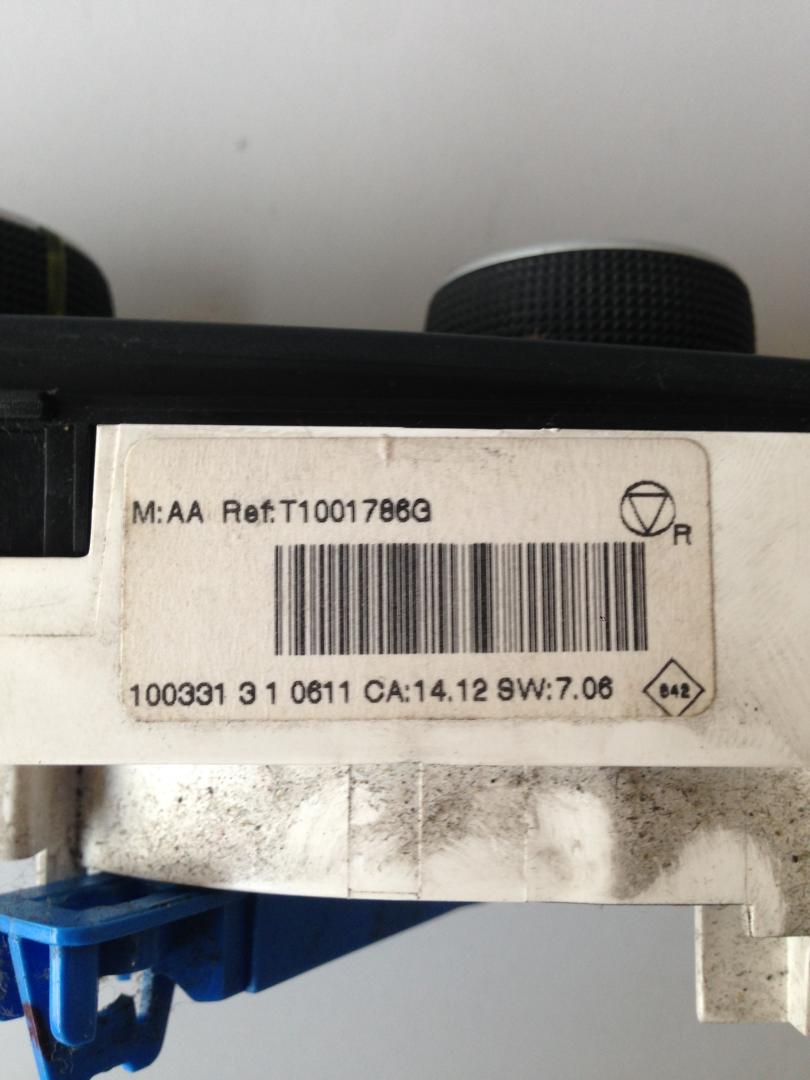 M:AA Ref:T1001786G
R
100331 3 1 0611 CA:14.12 SW:7.06
842